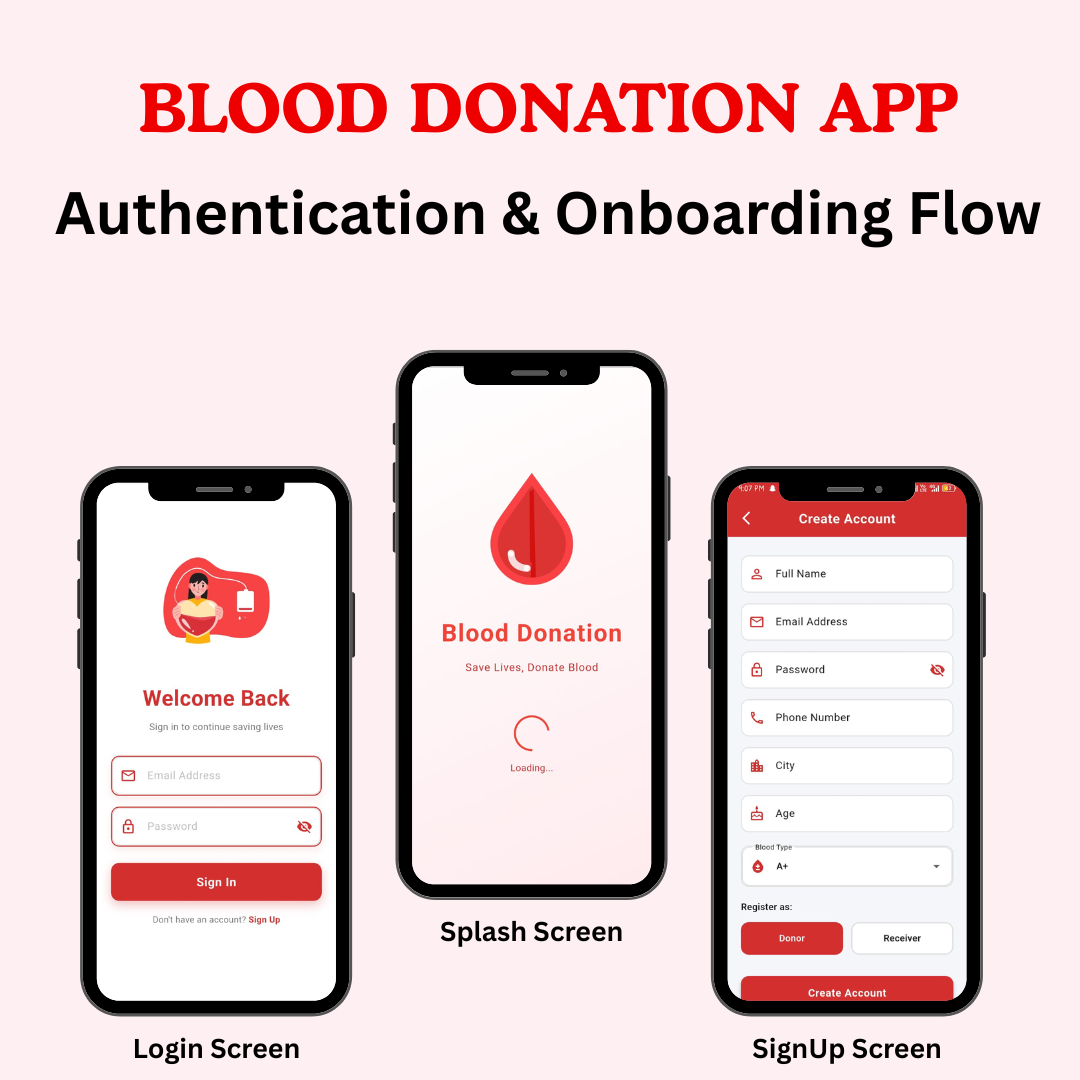 BLOOD DONATION APP
Authentication & Onboarding Flow
Welcome Back
Sign in to continue saving lives
Email Address
Password
Sign In
Don't have an account? Sign Up
Login Screen
Blood Donation
Save Lives, Donate Blood
Loading...
Splash Screen
:07 PM
Create Account
Full Name
Email Address
Password
Phone Number
City
Age
Blood Type
A+
Register as:
Donor
Receiver
Create Account
SignUp Screen